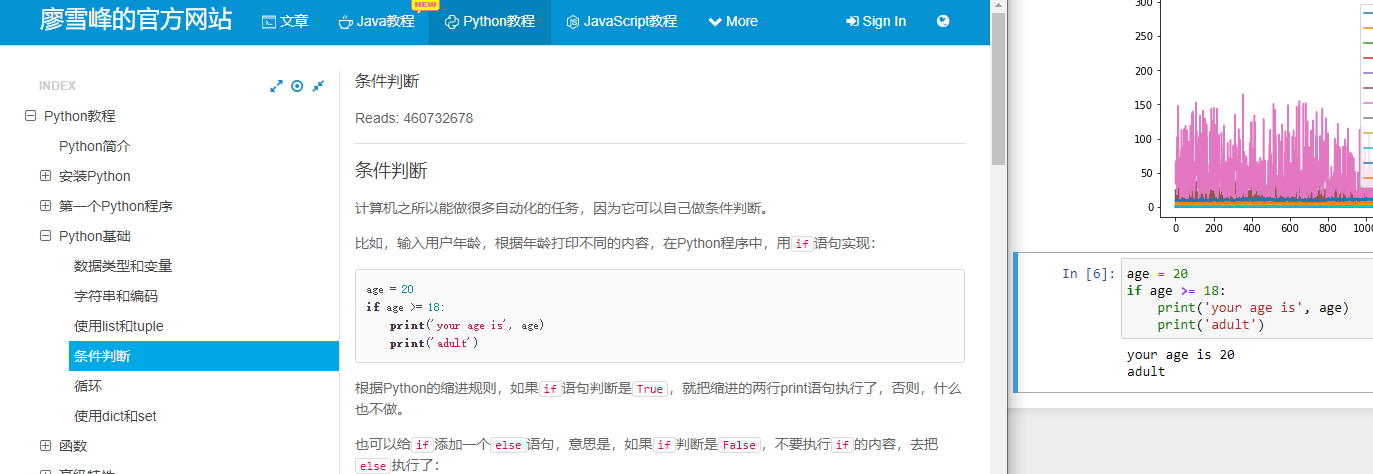 廖雪峰的官方网站
文章
Java教程
NEW
Python教程
JavaScript教程
More
Sign In
INDEX
Python教程
Python简介
安装Python
第一个Python程序
Python基础
数据类型和变量
字符串和编码
使用list和tuple
条件判断
循环
使用dict和set
函数
条件判断
Reads: 460732678
条件判断
计算机之所以能做很多自动化的任务，因为它可以自己做条件判断。
比如，输入用户年龄，根据年龄打印不同的内容，在Python程序中，用if语句实现：
age = 20
if age >= 18:
    print('your age is', age)
    print('adult')
根据Python的缩进规则，如果if语句判断是True，就把缩进的两行print语句执行了，否则，什么
也不做。
也可以给if添加一个else语句，意思是，如果if判断是False，不要执行if的内容，去把
else执行了：
300
250
200
150
100
50
0
0 200 400 600 800 1000
In [6]:
age = 20
if age >= 18:
    print('your age is', age)
    print('adult')
your age is 20
adult